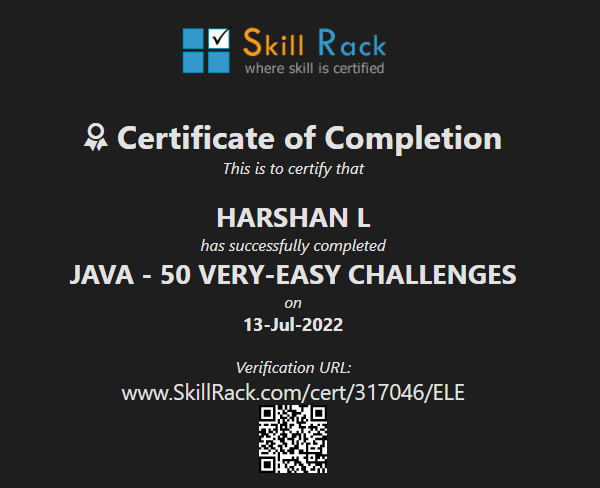 Skill Rack
where skill is certified
Certificate of Completion
This is to certify that
HARSHAN L
has successfully completed
JAVA - 50 VERY-EASY CHALLENGES
on
13-Jul-2022
Verification URL:
www.SkillRack.com/cert/317046/ELE